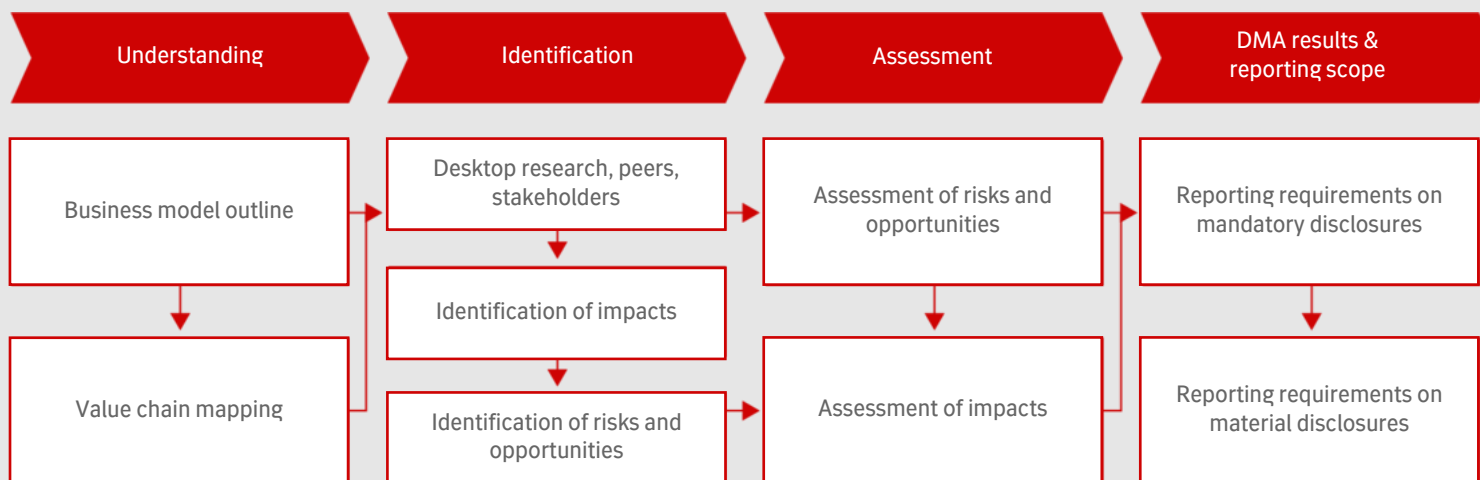 Understanding
Identification
Assessment
DMA results &
reporting scope
Business model outline
Value chain mapping
Desktop research, peers,
stakeholders
Identification of impacts
Identification of risks and
opportunities
Assessment of risks and
opportunities
Assessment of impacts
Reporting requirements on
mandatory disclosures
Reporting requirements on
material disclosures